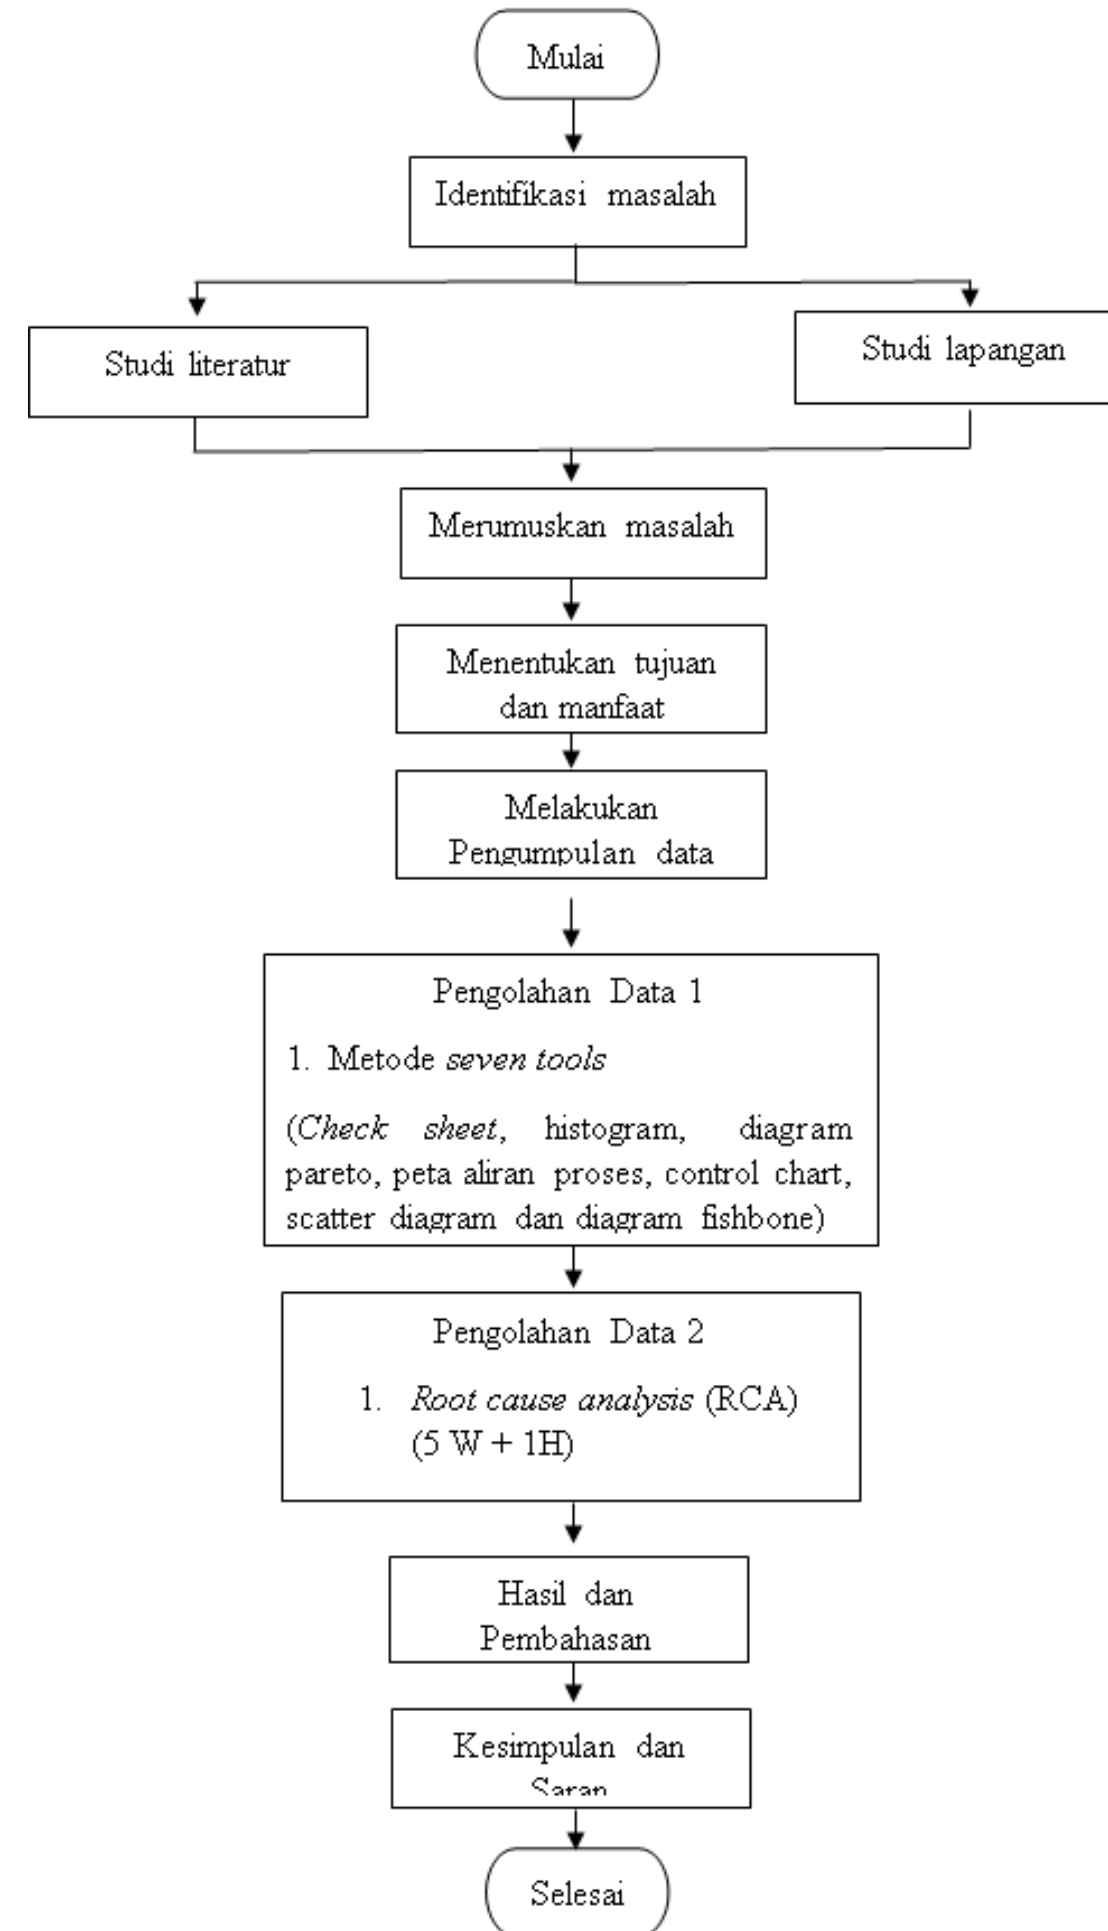 Mulai
Identifikasi masalah
Studi literatur
Studi lapangan
Merumuskan masalah
Menentukan tujuan
dan manfaat
Melakukan
Pengumpulan data
Pengolahan Data 1
1. Metode seven tools
(Check sheet, histogram, diagram
pareto, peta aliran proses, control chart,
scatter diagram dan diagram fishbone)
Pengolahan Data 2
1. Root cause analysis (RCA)
(5 W + 1H)
Hasil dan
Pembahasan
Kesimpulan dan
Saran
Selesai